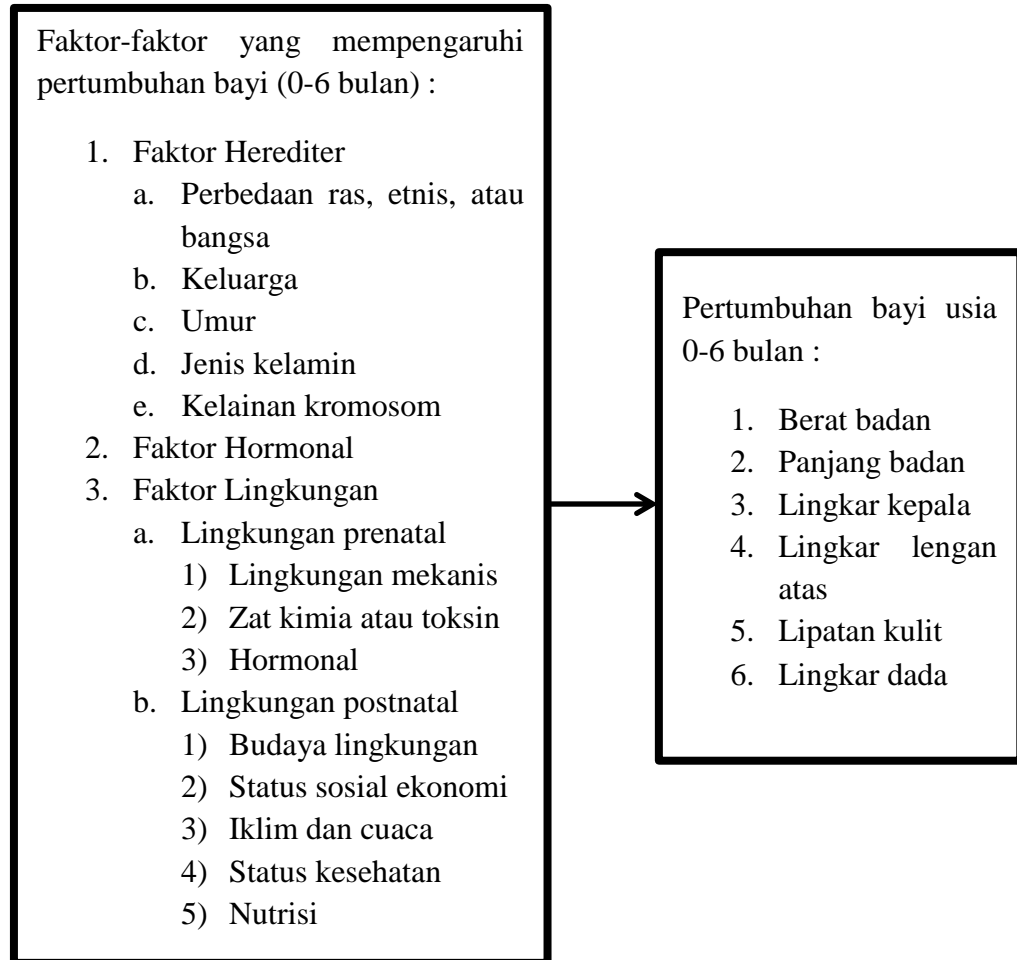 Faktor-faktor yang mempengaruhi
pertumbuhan bayi (0-6 bulan) :
1. Faktor Herediter
a. Perbedaan ras, etnis, atau
bangsa
b. Keluarga
c. Umur
d. Jenis kelamin
e. Kelainan kromosom
2. Faktor Hormonal
3. Faktor Lingkungan
a. Lingkungan prenatal
1) Lingkungan mekanis
2) Zat kimia atau toksin
3) Hormonal
b. Lingkungan postnatal
1) Budaya lingkungan
2) Status sosial ekonomi
3) Iklim dan cuaca
4) Status kesehatan
5) Nutrisi
Pertumbuhan bayi usia
0-6 bulan :
1. Berat badan
2. Panjang badan
3. Lingkar kepala
4. Lingkar lengan
atas
5. Lipatan kulit
6. Lingkar dada